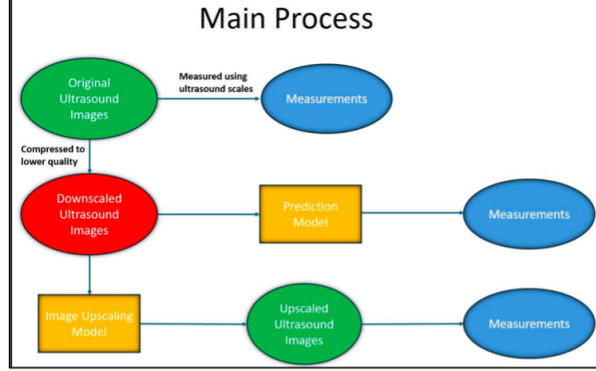 Main Process
Original
Ultrasound
Images
Measured using
ultrasound scales
Measurements
Compressed to
lower quality
Downscaled
Ultrasound
Images
Prediction
Model
Measurements
Image Upscaling
Model
Upscaled
Ultrasound
Images
Measurements